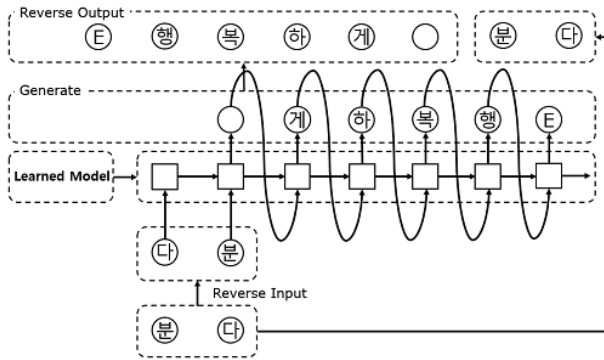 Reverse Output
E 행 복 하 게 분 다
Generate
게 하 복 행 E
Learned Model
다 분
Reverse Input
분 다